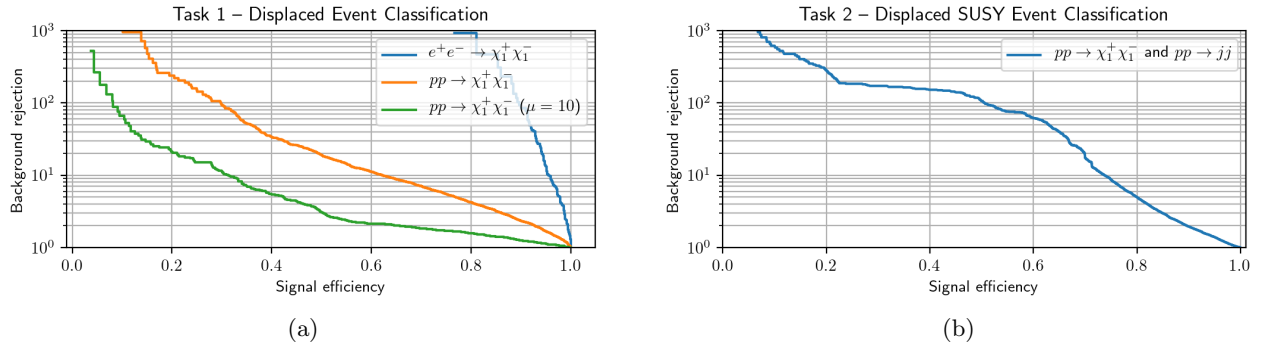 Task 1 – Displaced Event Classification
10³
10²
10¹
10⁰
Background rejection
e⁺e⁻ → χ₁⁺χ₁⁻
pp → χ₁⁺χ₁⁻
pp → χ₁⁺χ₁⁻ (μ = 10)
0.0 0.2 0.4 0.6 0.8 1.0
Signal efficiency
(a)
Task 2 – Displaced SUSY Event Classification
10³
10²
10¹
10⁰
Background rejection
pp → χ₁⁺χ₁⁻ and pp → jj
0.0 0.2 0.4 0.6 0.8 1.0
Signal efficiency
(b)